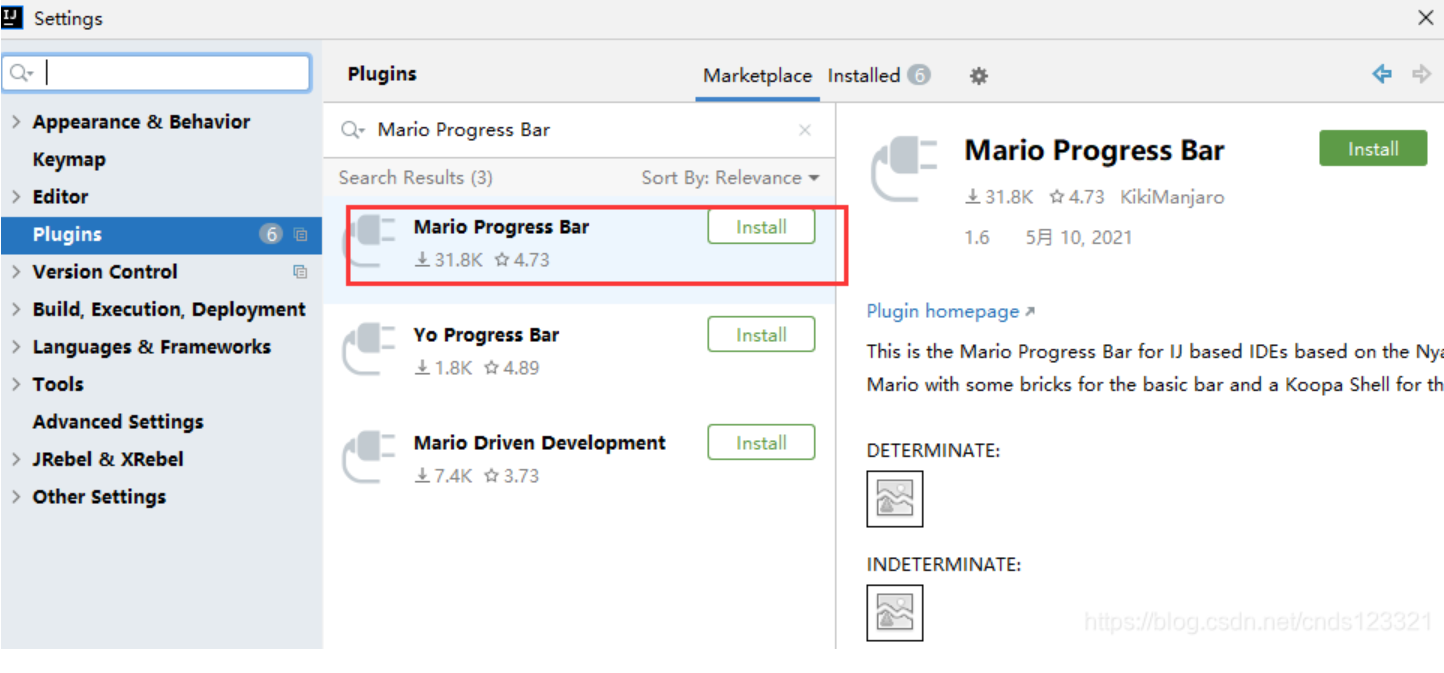 IJ Settings
Plugins Marketplace Installed 6
Appearance & Behavior
Keymap
Editor
Plugins 6
Version Control
Build, Execution, Deployment
Languages & Frameworks
Tools
Advanced Settings
JRebel & XRebel
Other Settings
Mario Progress Bar
Search Results (3) Sort By: Relevance
Mario Progress Bar Install
31.8K 4.73
Yo Progress Bar Install
1.8K 4.89
Mario Driven Development Install
7.4K 3.73
Mario Progress Bar Install
31.8K 4.73 KikiManjaro
1.6 5月 10, 2021
Plugin homepage
This is the Mario Progress Bar for IJ based IDEs based on the Nya
Mario with some bricks for the basic bar and a Koopa Shell for th
DETERMINATE:
INDETERMINATE:
https://blog.csdn.net/cnds123321